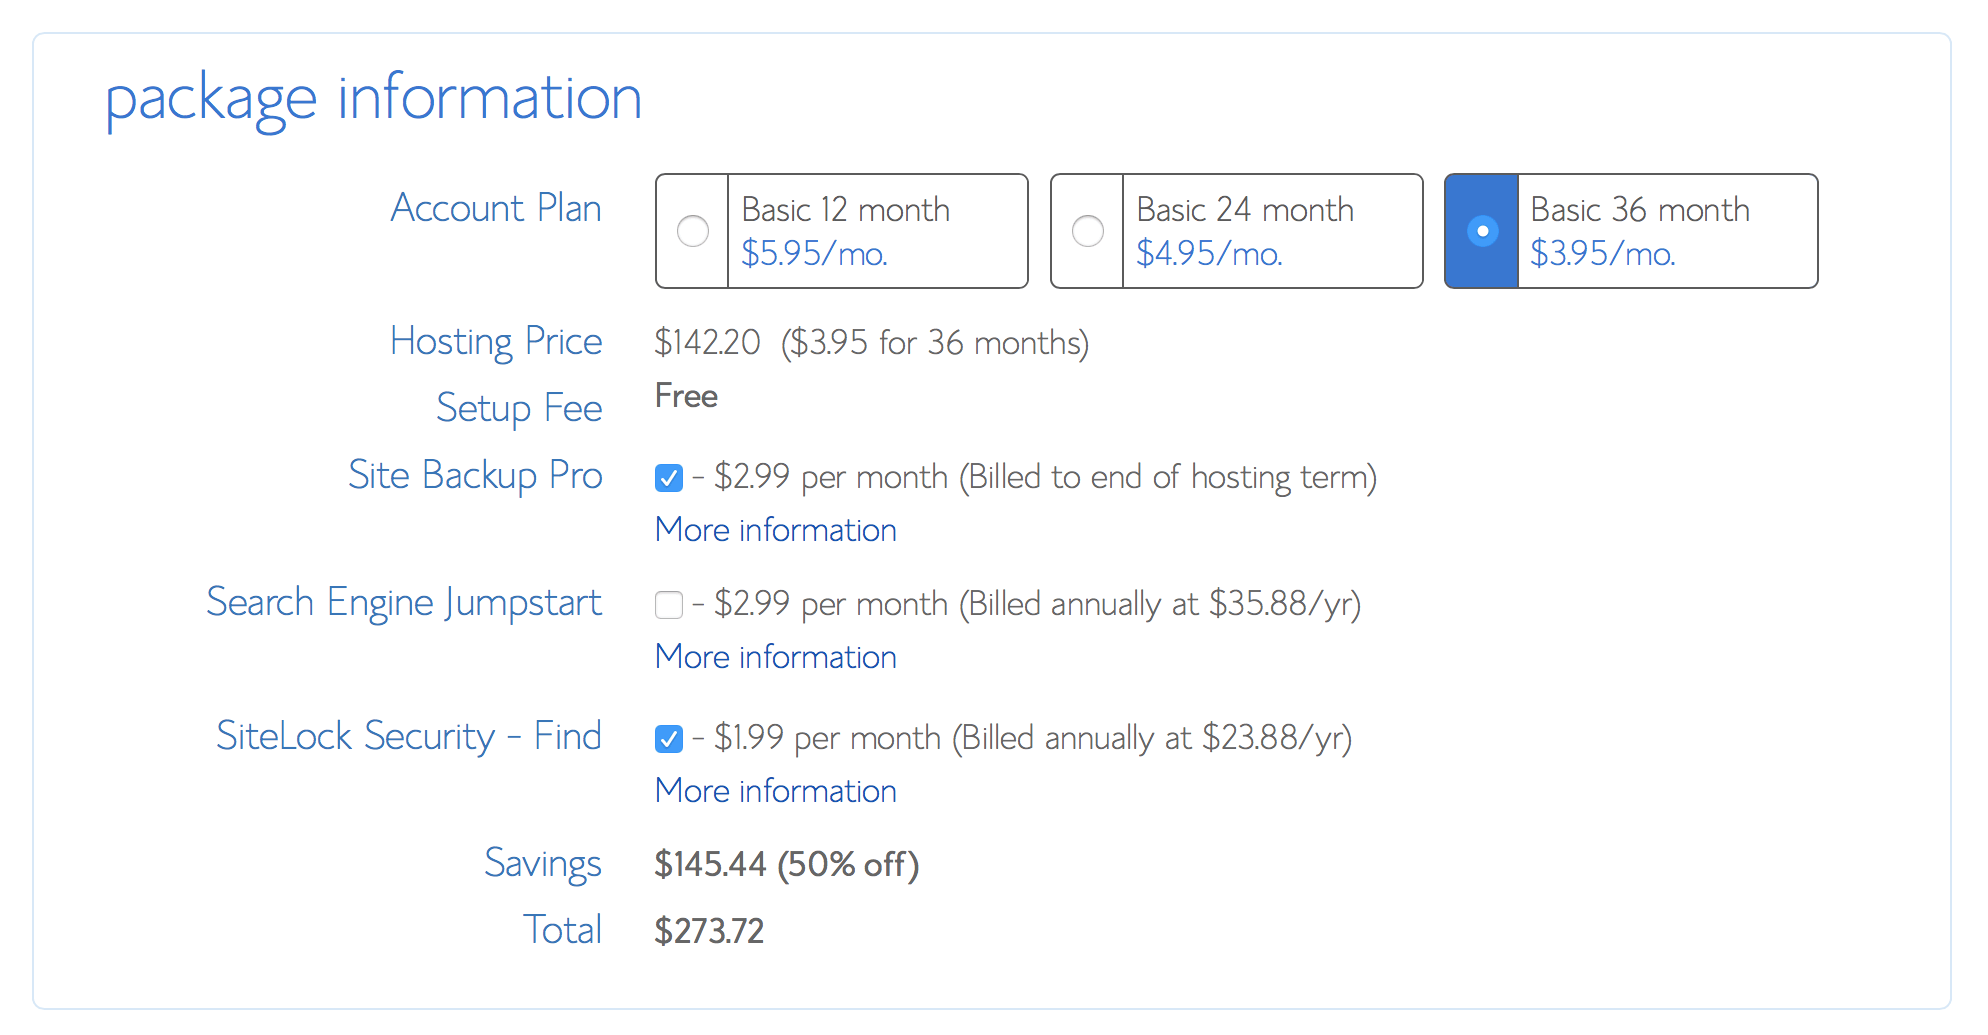 package information
Account Plan
Basic 12 month
$5.95/mo.
Basic 24 month
$4.95/mo.
Basic 36 month
$3.95/mo.
Hosting Price
$142.20 ($3.95 for 36 months)
Setup Fee
Free
Site Backup Pro
- $2.99 per month (Billed to end of hosting term)
More information
Search Engine Jumpstart
- $2.99 per month (Billed annually at $35.88/yr)
More information
SiteLock Security - Find
- $1.99 per month (Billed annually at $23.88/yr)
More information
Savings
$145.44 (50% off)
Total
$273.72